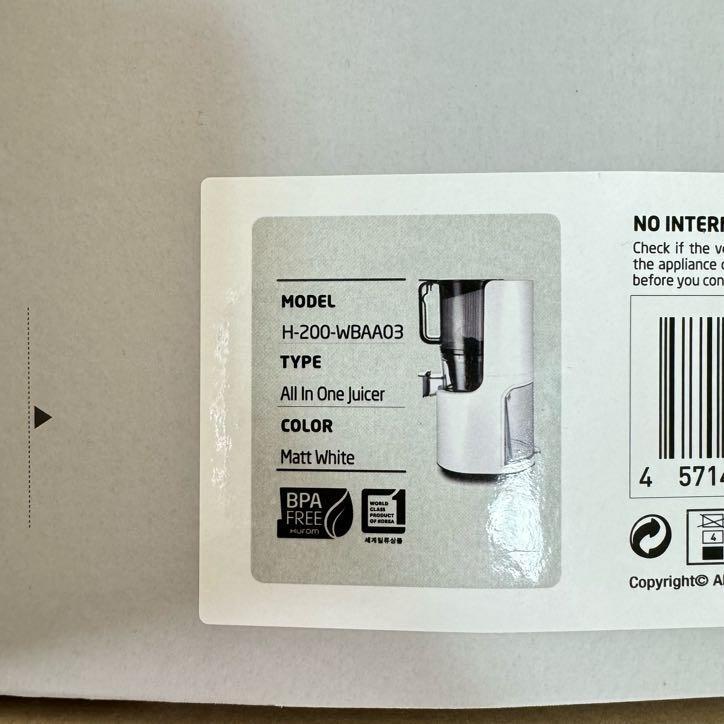 MODEL
H-200-WBAA03
TYPE
All In One Juicer
COLOR
Matt White
BPA
FREE
Hurom
WORLD
CLASS
PRODUCT
OF KOREA
1
세계일류상품
NO INTER
Check if the
the appliance
before you con
4 5714
4
Copyright©